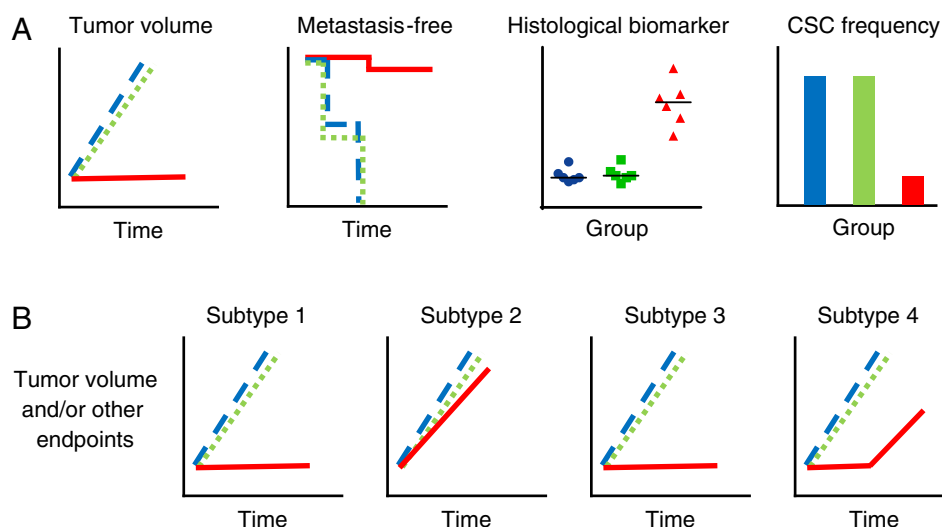 A
Tumor volume
Metastasis-free
Histological biomarker
CSC frequency
Time
Time
Group
Group
B
Subtype 1
Subtype 2
Subtype 3
Subtype 4
Tumor volume
and/or other
endpoints
Time
Time
Time
Time